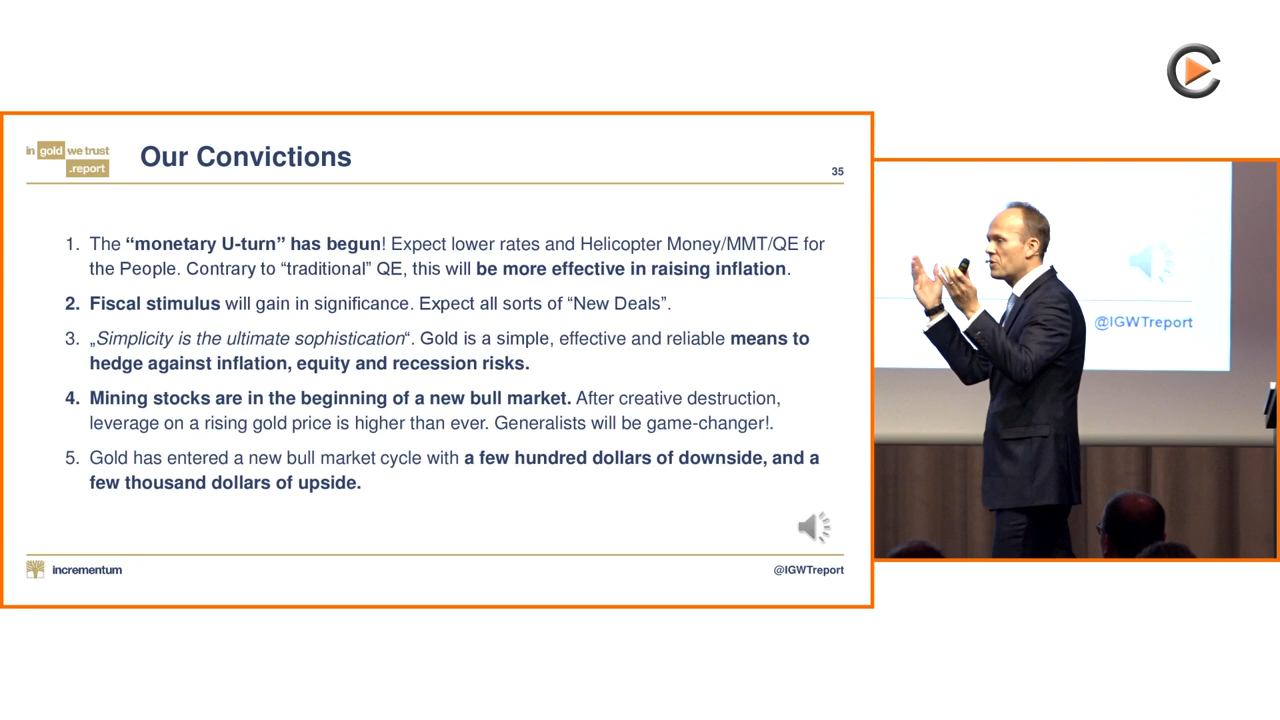 in gold we trust
.report
Our Convictions
35
1. The “monetary U-turn” has begun! Expect lower rates and Helicopter Money/MMT/QE for
the People. Contrary to “traditional” QE, this will be more effective in raising inflation.
2. Fiscal stimulus will gain in significance. Expect all sorts of “New Deals”.
3. „Simplicity is the ultimate sophistication“. Gold is a simple, effective and reliable means to
hedge against inflation, equity and recession risks.
4. Mining stocks are in the beginning of a new bull market. After creative destruction,
leverage on a rising gold price is higher than ever. Generalists will be game-changer!.
5. Gold has entered a new bull market cycle with a few hundred dollars of downside, and a
few thousand dollars of upside.
incrementum
@IGWTreport
@IGWTreport